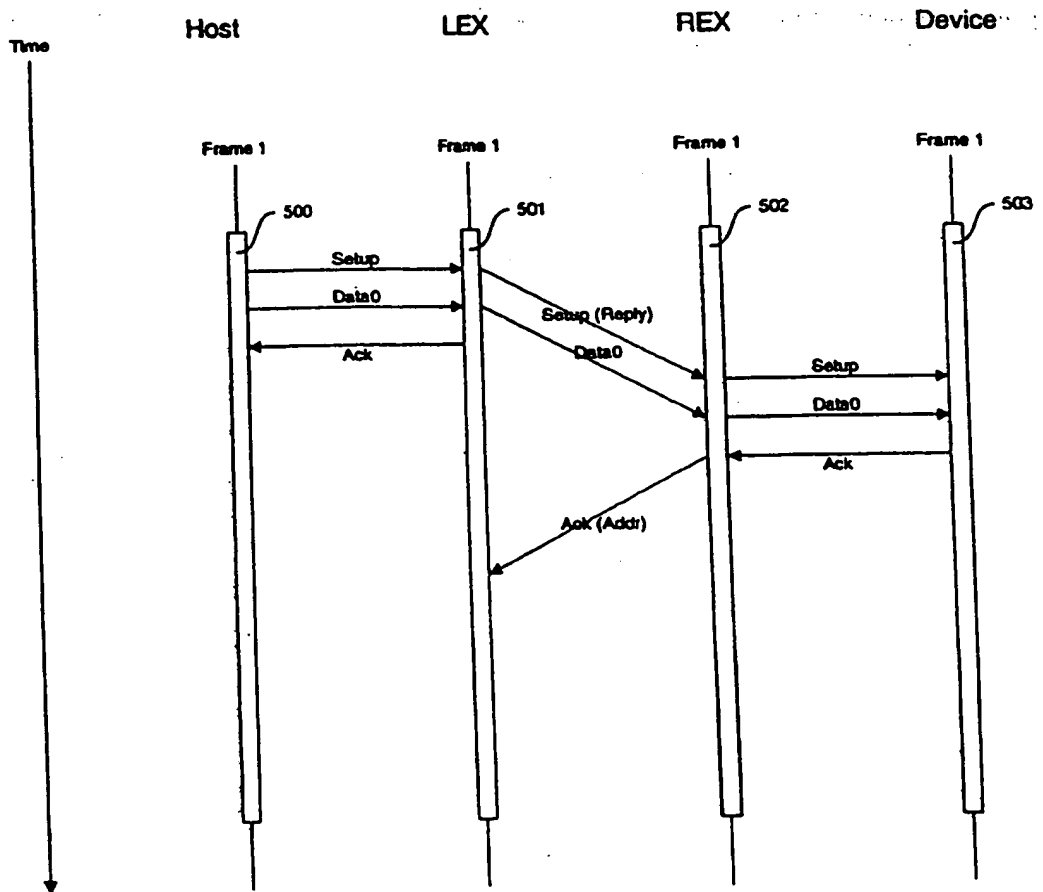 Host LEX REX Device
Time
Frame 1 Frame 1 Frame 1 Frame 1
500 501 502 503
Setup
Data0
Setup (Reply)
Ack
Data0
Setup
Data0
Ack
Ack (Addr)